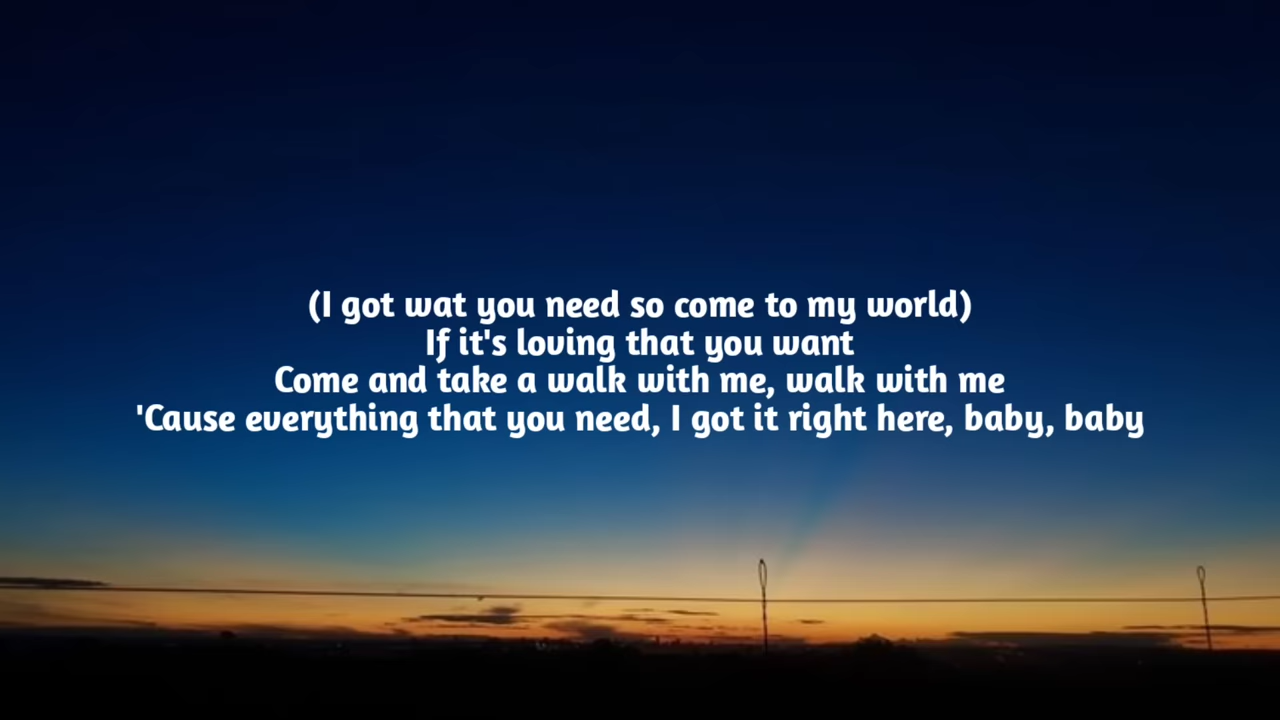 (I got wat you need so come to my world)
If it's loving that you want
Come and take a walk with me, walk with me
'Cause everything that you need, I got it right here, baby, baby